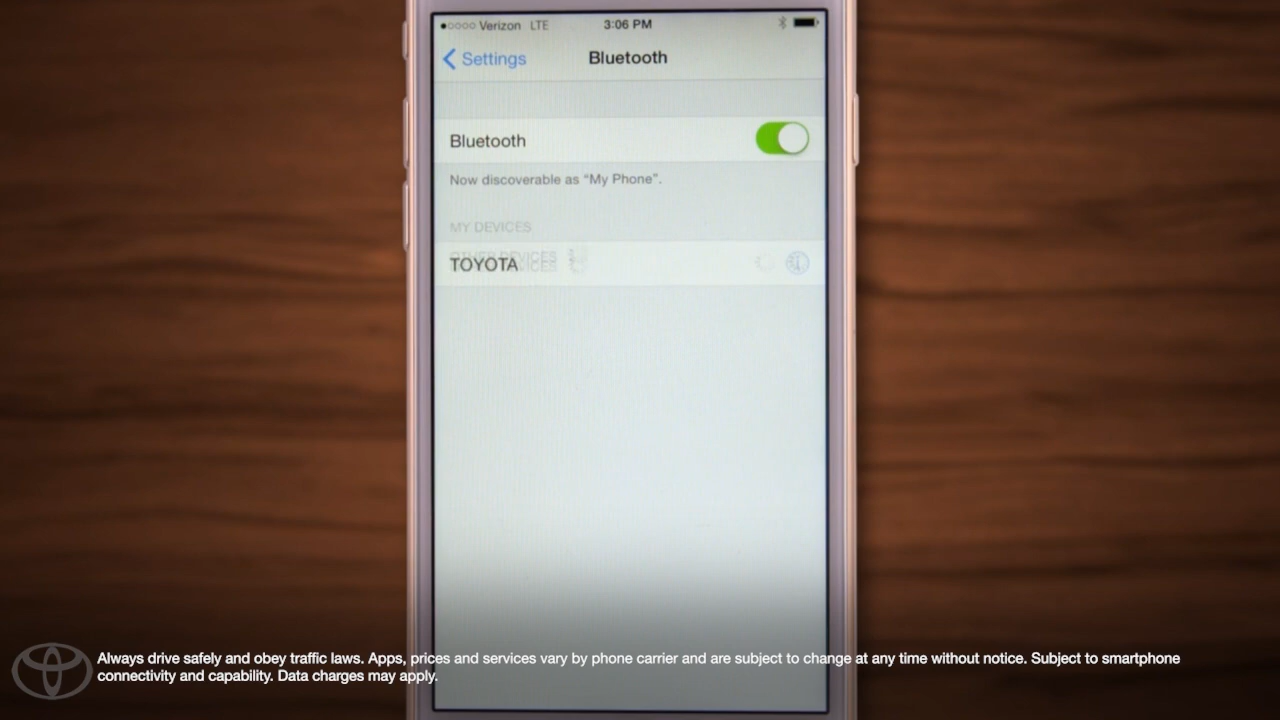 Verizon LTE 3:06 PM
Settings Bluetooth
Bluetooth
Now discoverable as “My Phone”.
MY DEVICES
TOYOTA
OTHER DEVICES
Always drive safely and obey traffic laws. Apps, prices and services vary by phone carrier and are subject to change at any time without notice. Subject to smartphone
connectivity and capability. Data charges may apply.